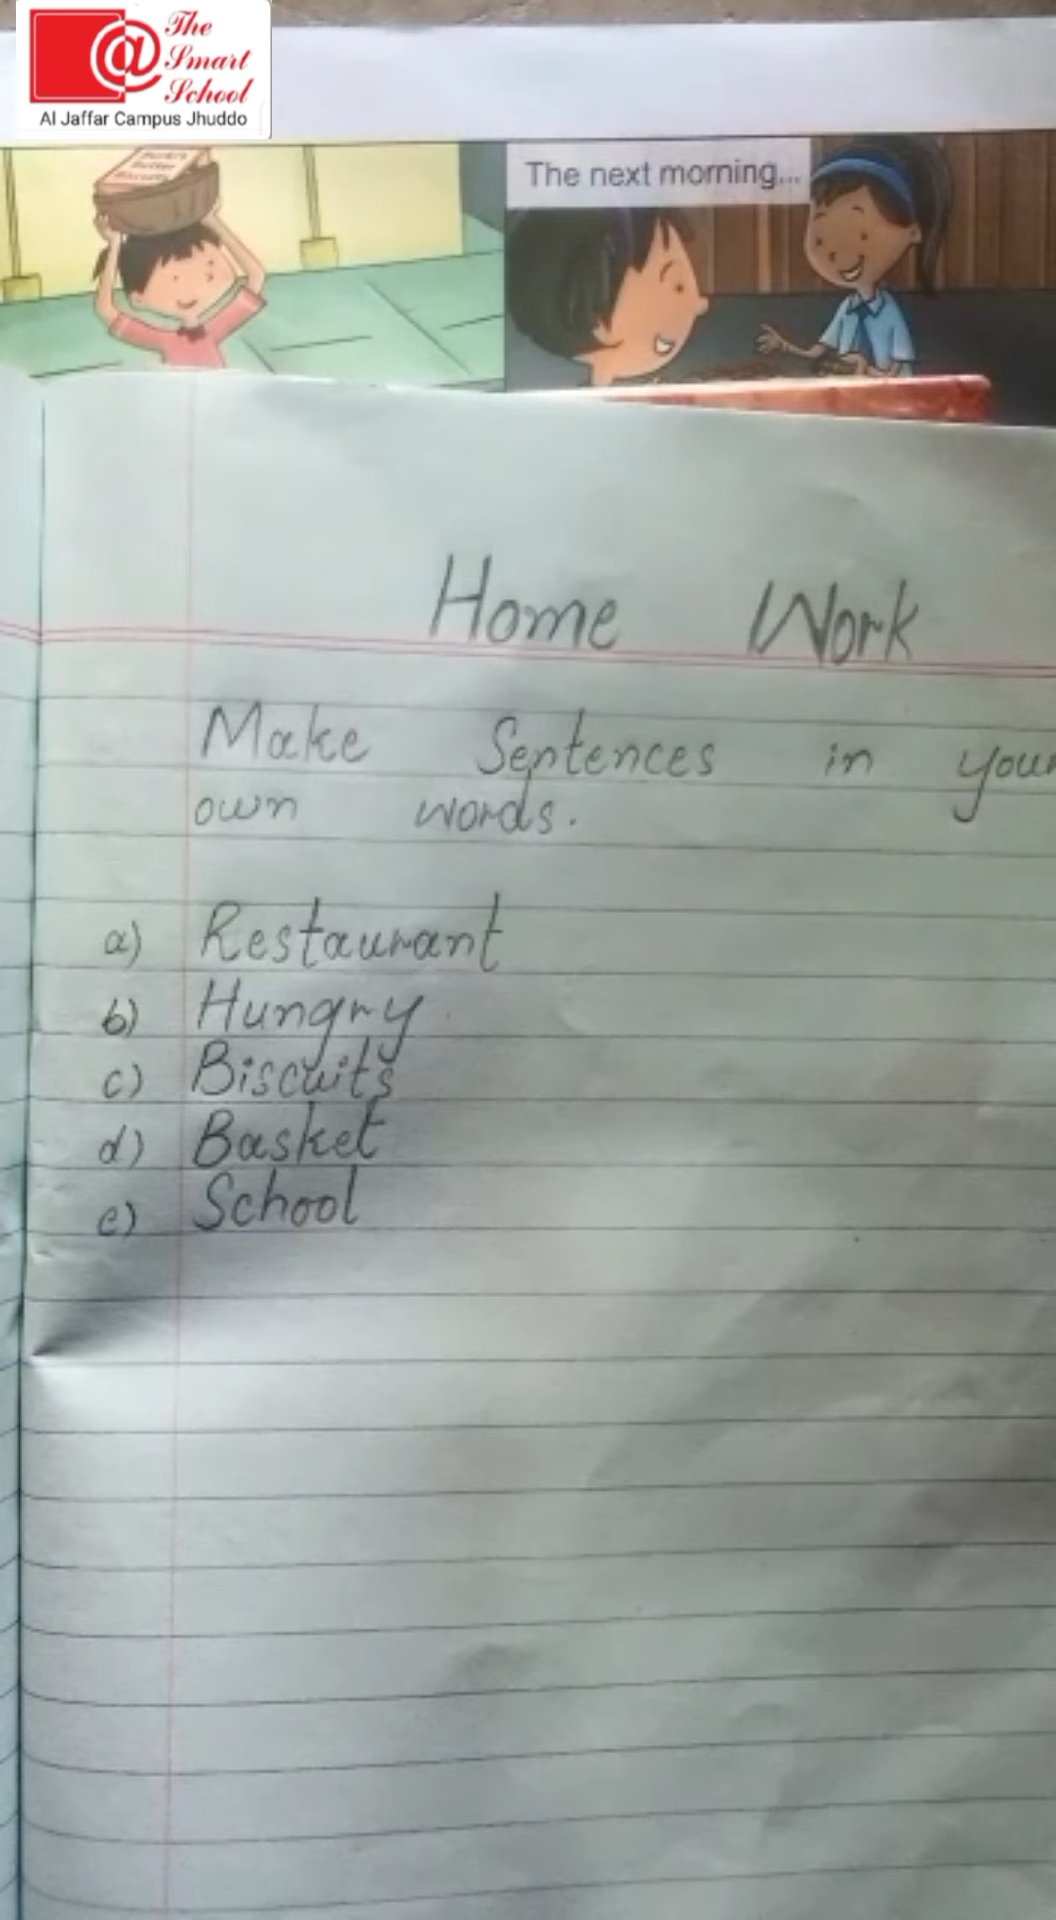 The
Smart
School
Al Jaffar Campus Jhuddo
The next morning...
Home Work
Make Sentences in your
own words.
a) Restaurant
b) Hungry
c) Biscuits
d) Basket
e) School